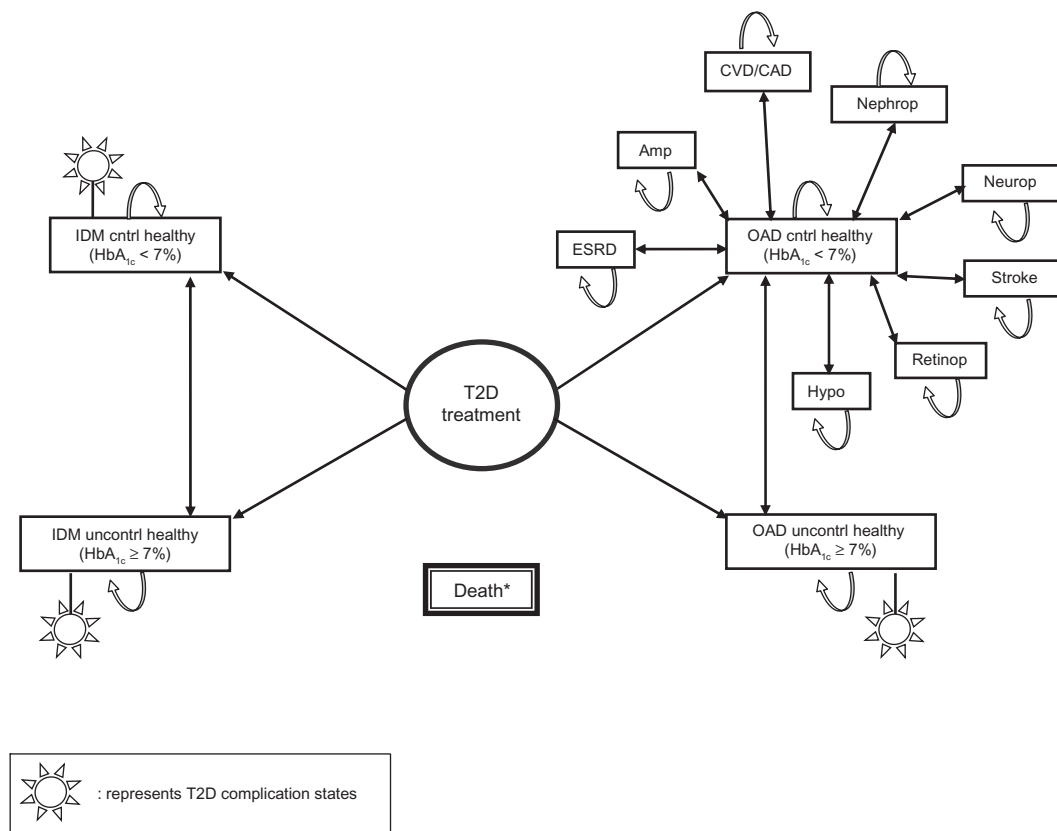 CVD/CAD
Nephrop
Amp
Neurop
IDM cntrl healthy
(HbA1c < 7%)
OAD cntrl healthy
(HbA1c < 7%)
ESRD
Stroke
Retinop
Hypo
T2D
treatment
IDM uncontrl healthy
(HbA1c ≥ 7%)
OAD uncontrl healthy
(HbA1c ≥ 7%)
Death*
: represents T2D complication states